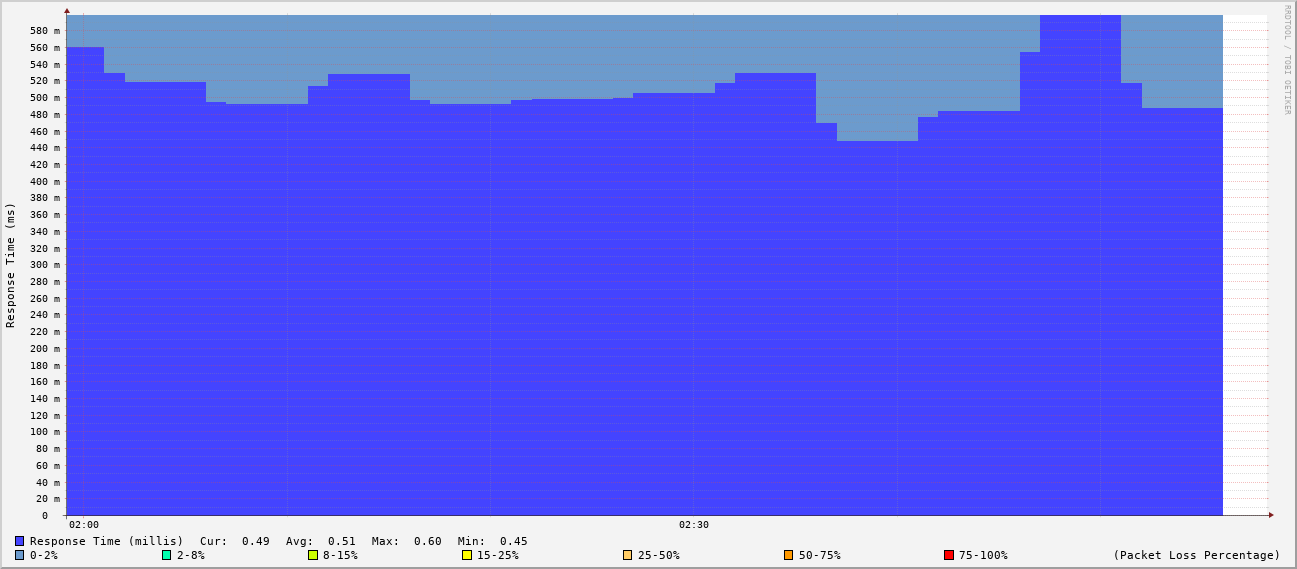 RRDTOOL / TOBI OETIKER
Response Time (ms)
580 m
560 m
540 m
520 m
500 m
480 m
460 m
440 m
420 m
400 m
380 m
360 m
340 m
320 m
300 m
280 m
260 m
240 m
220 m
200 m
180 m
160 m
140 m
120 m
100 m
80 m
60 m
40 m
20 m
0
02:00 02:30
Response Time (millis) Cur: 0.49 Avg: 0.51 Max: 0.60 Min: 0.45
0-2% 2-8% 8-15% 15-25% 25-50% 50-75% 75-100% (Packet Loss Percentage)